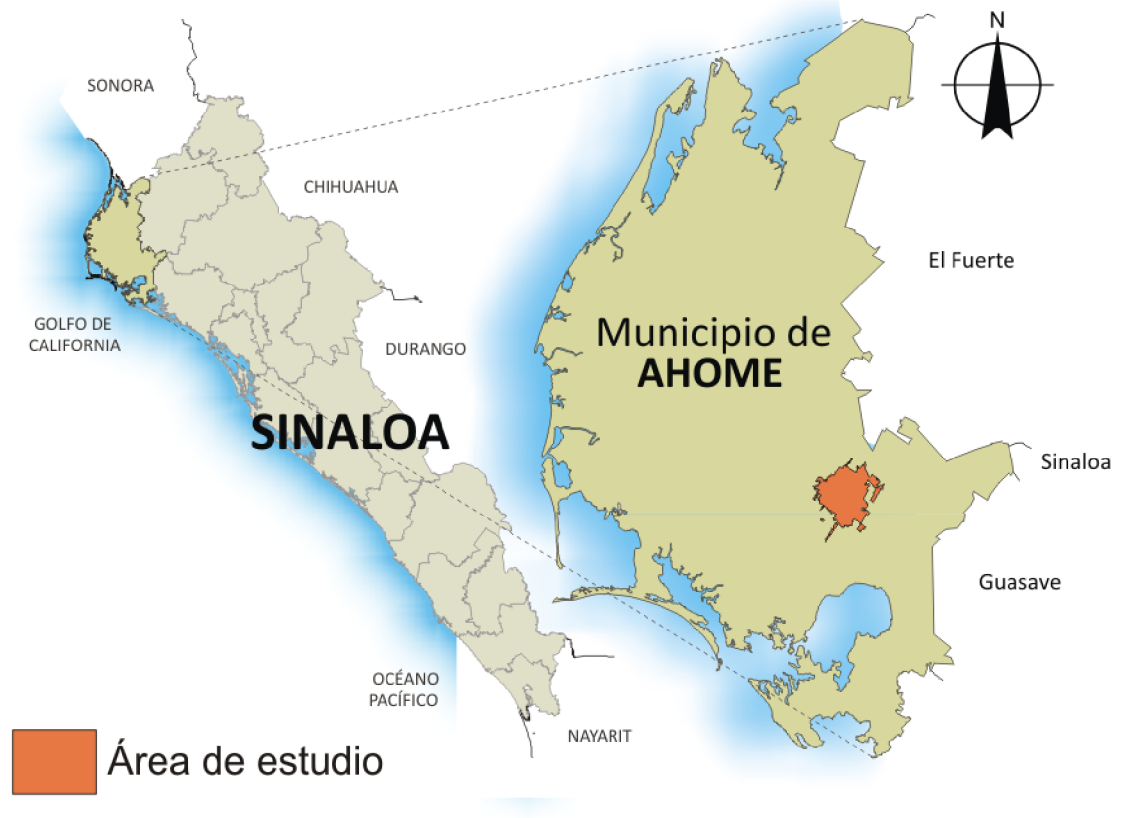 N
SONORA
CHIHUAHUA
El Fuerte
GOLFO DE
CALIFORNIA
DURANGO
Municipio de
AHOME
SINALOA
Sinaloa
Guasave
OCÉANO
PACÍFICO
NAYARIT
Área de estudio